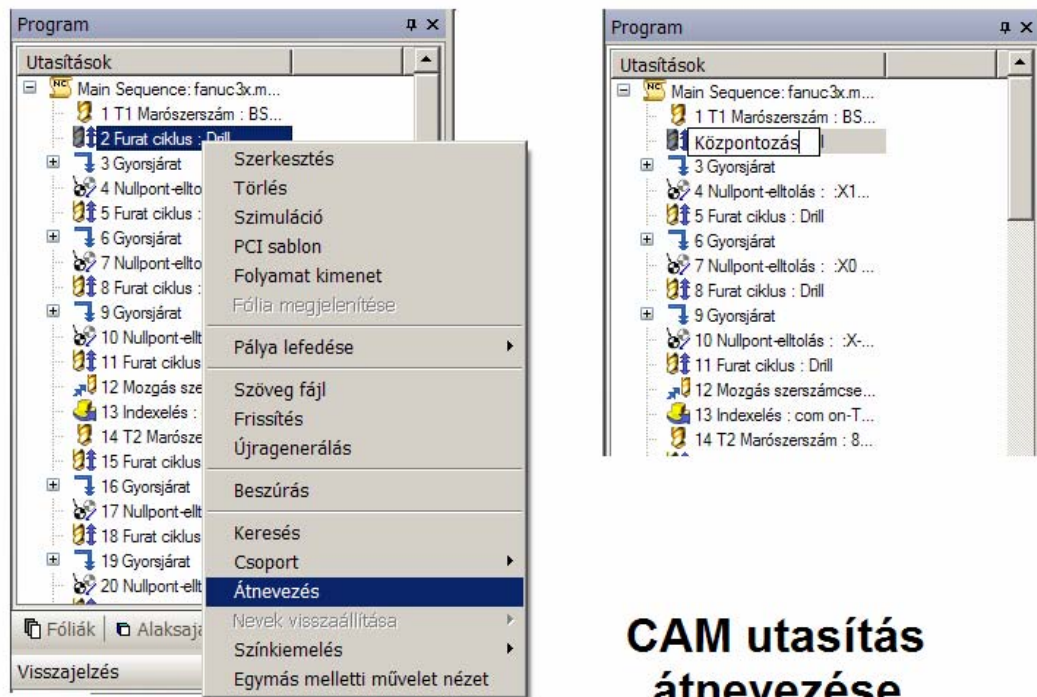 Program
Utasítások
Main Sequence: fanuc3x.m...
1 T1 Marószerszám : BS...
2 Furat ciklus : Drill
3 Gyorsjárat
4 Nullpont-ellto
5 Furat ciklus :
6 Gyorsjárat
7 Nullpont-ellto
8 Furat ciklus :
9 Gyorsjárat
10 Nullpont-ellt
11 Furat ciklus
12 Mozgás sze
13 Indexelés :
14 T2 Marósze
15 Furat ciklus
16 Gyorsjárat
17 Nullpont-ellt
18 Furat ciklus
19 Gyorsjárat
20 Nullpont-ellt
Fóliák
Alaksaja
Visszajelzés
Szerkesztés
Törlés
Szimuláció
PCI sablon
Folyamat kimenet
Fólia megjelenítése
Pálya lefedése
Szöveg fájl
Frissítés
Újragenerálás
Beszúrás
Keresés
Csoport
Átnevezés
Nevek visszaállítása
Színkiemelés
Egymás melletti művelet nézet
Program
Utasítások
Main Sequence: fanuc3x.m...
1 T1 Marószerszám : BS...
Központozás
3 Gyorsjárat
4 Nullpont-elltolás : :X1...
5 Furat ciklus : Drill
6 Gyorsjárat
7 Nullpont-elltolás : :X0 ...
8 Furat ciklus : Drill
9 Gyorsjárat
10 Nullpont-elltolás : :X-...
11 Furat ciklus : Drill
12 Mozgás szerszámcse...
13 Indexelés : com on-T...
14 T2 Marószerszám : 8...
CAM utasítás
átnevezése